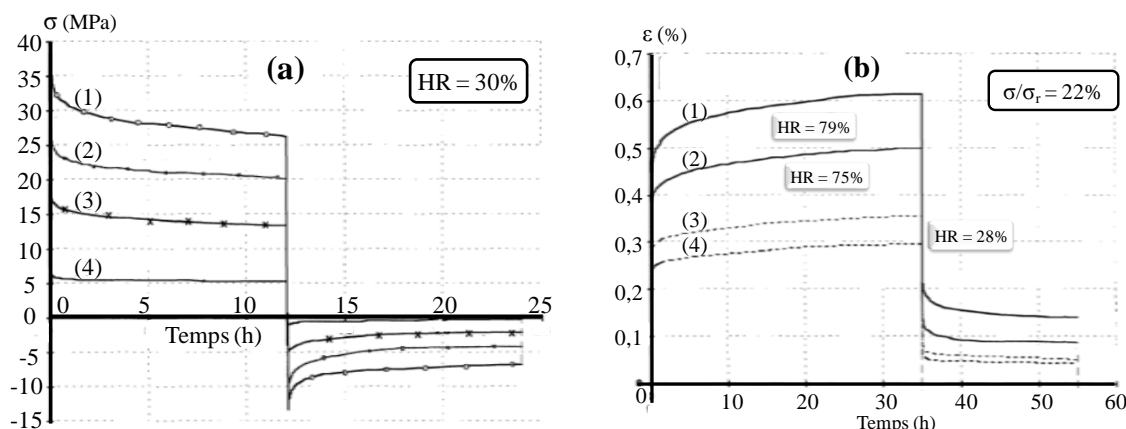 σ (MPa)
(a)
HR = 30%
40
35
30
25
20
15
10
5
0
-5
-10
-15
(1)
(2)
(3)
(4)
0 5 10 15 20 25
Temps (h)
ε (%)
(b)
σ/σr = 22%
0,7
0,6
0,5
0,4
0,3
0,2
0,1
(1)
HR = 79%
(2)
HR = 75%
(3)
HR = 28%
(4)
0 10 20 30 40 50 60
Temps (h)